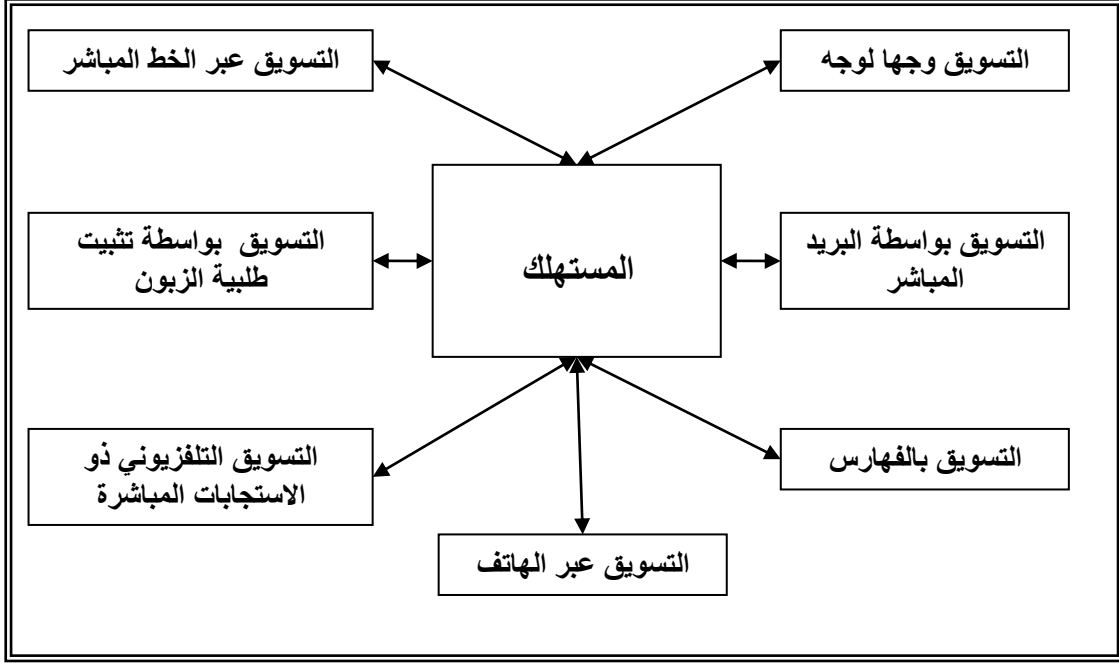 التسويق وجها لوجه
التسويق عبر الخط المباشر
التسويق بواسطة البريد
المباشر
المستهلك
التسويق بواسطة تثبيت
طلبية الزبون
التسويق بالفهارس
التسويق التلفزيوني ذو
الاستجابات المباشرة
التسويق عبر الهاتف